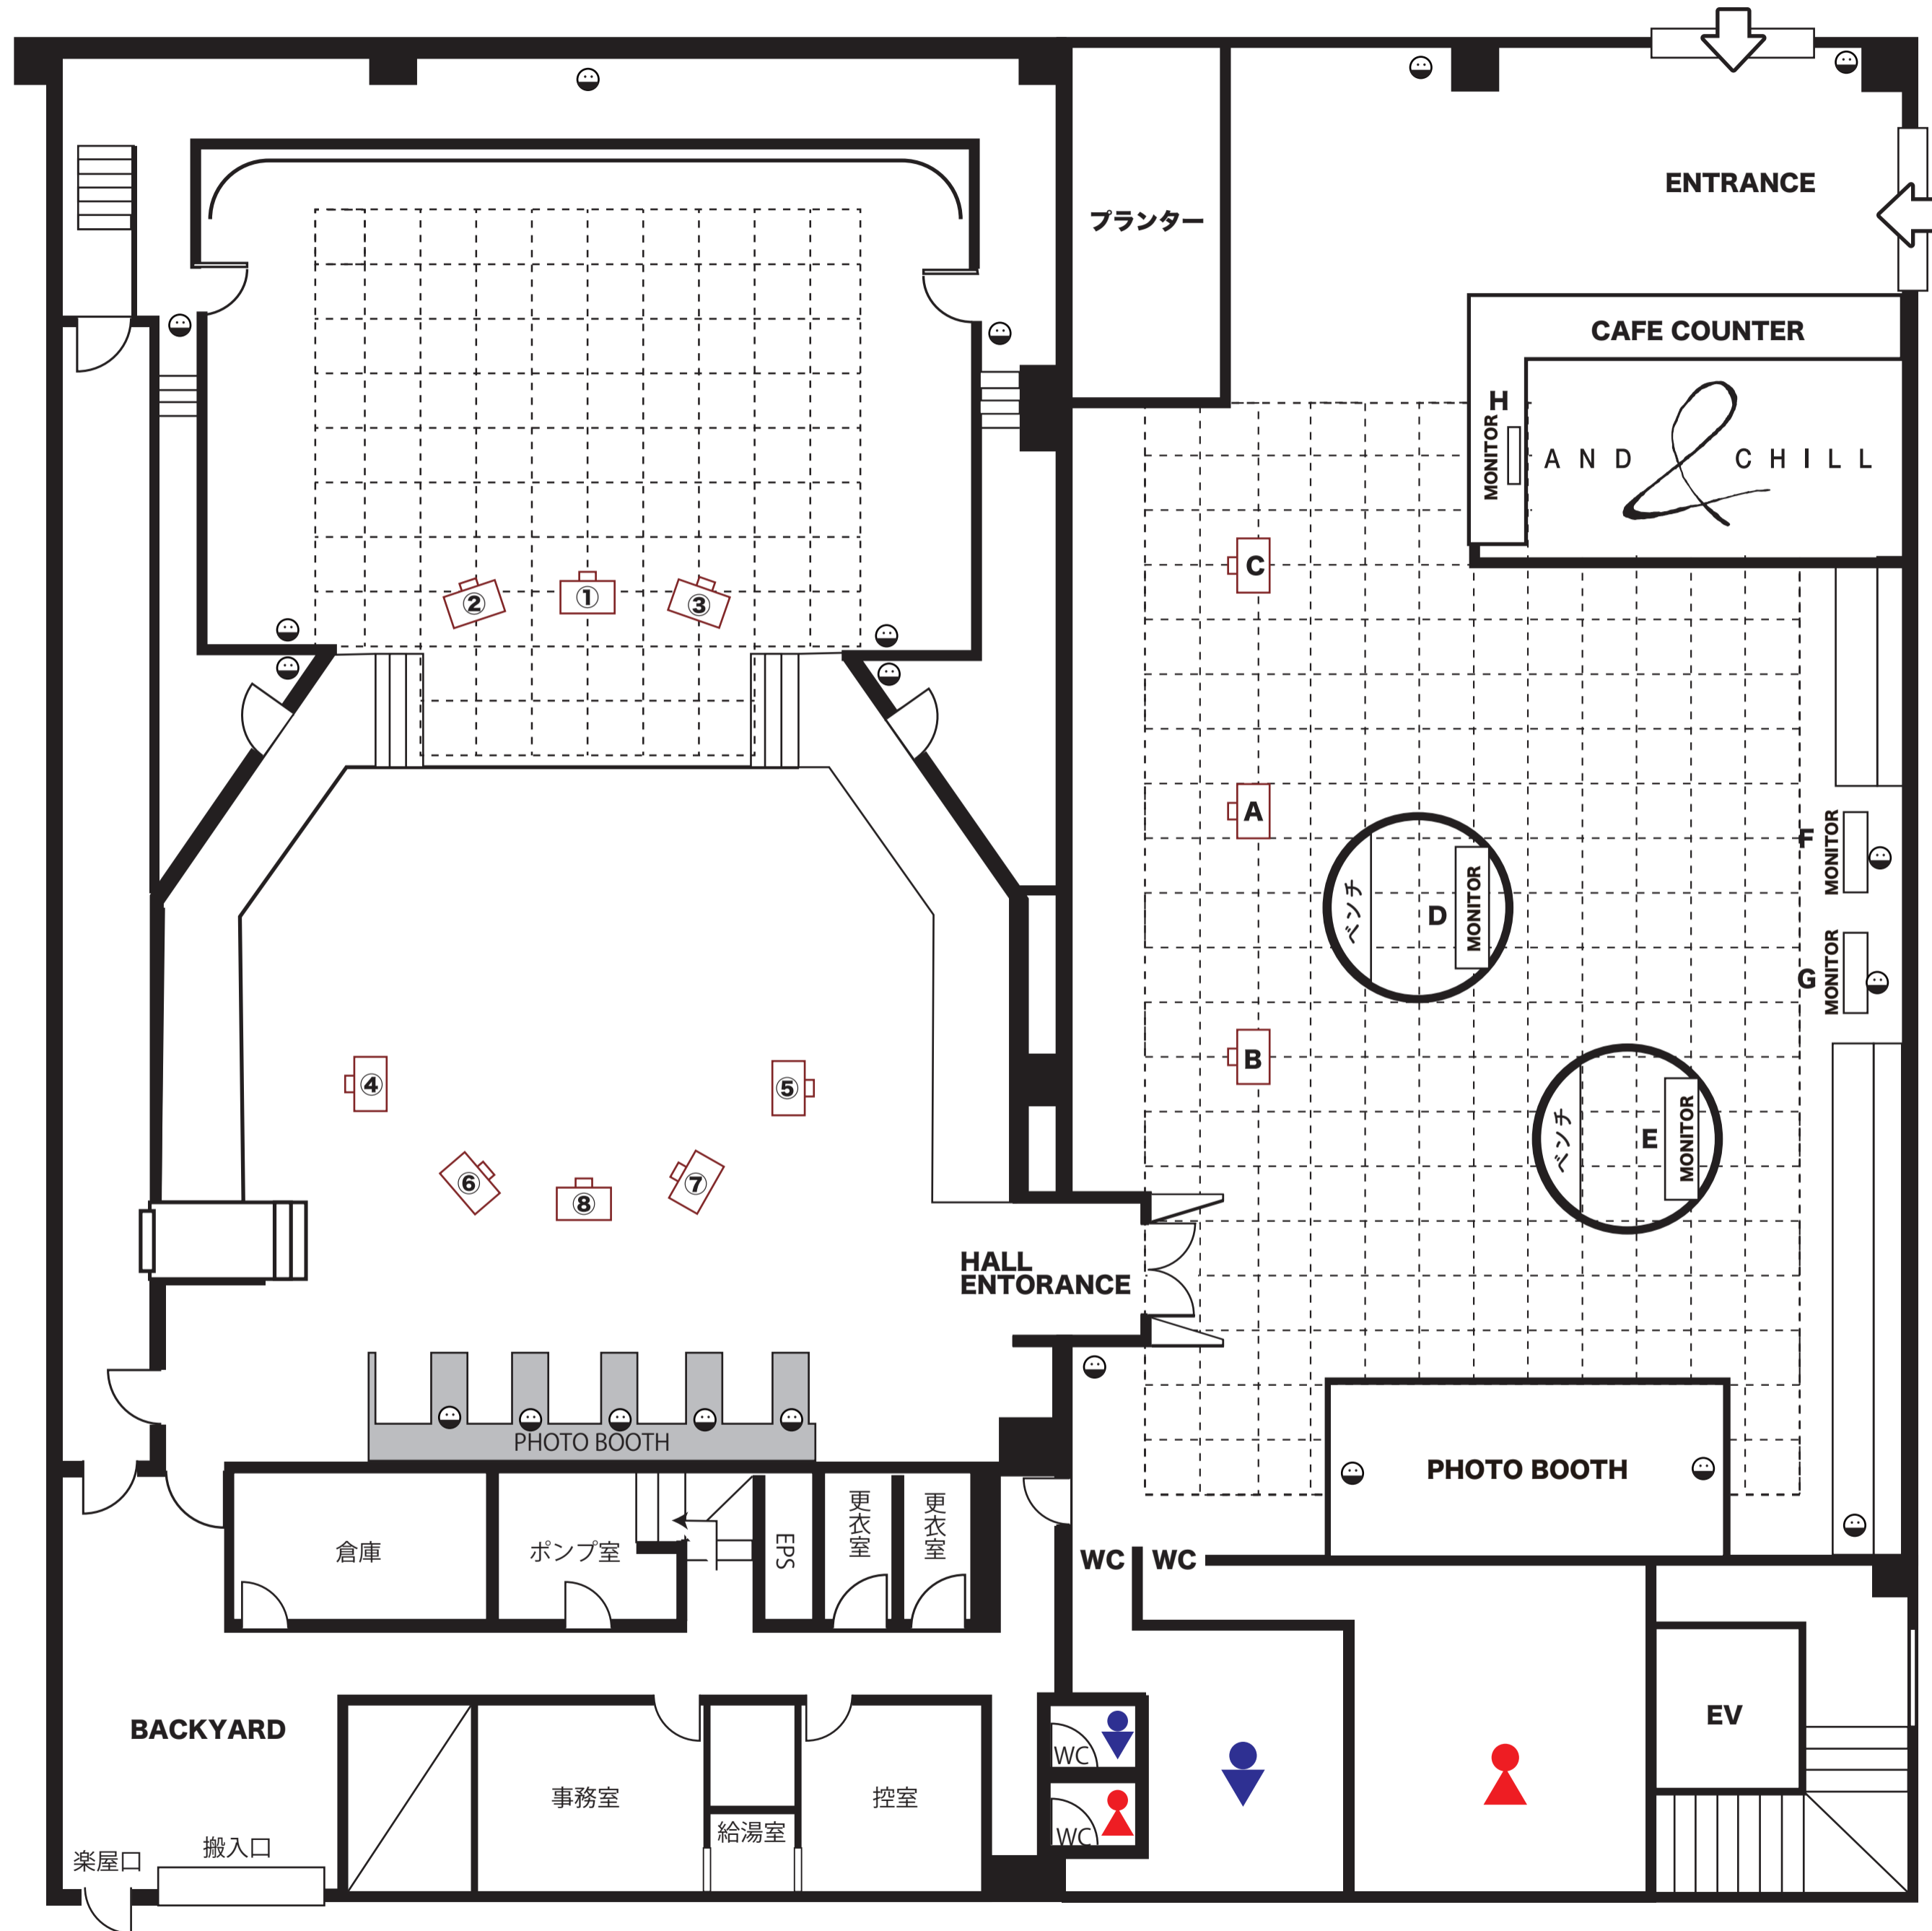 ENTRANCE
プランター
CAFE COUNTER
H
MONITOR
AND & CHILL
②
①
③
C
A
B
F
MONITOR
ベンチ
D
MONITOR
G
MONITOR
ベンチ
E
MONITOR
④
⑤
⑥
⑧
⑦
HALL
ENTORANCE
PHOTO BOOTH
PHOTO BOOTH
倉庫
ポンプ室
EPS
更衣室
更衣室
WC
WC
BACKYARD
事務室
給湯室
控室
WC
WC
EV
楽屋口
搬入口